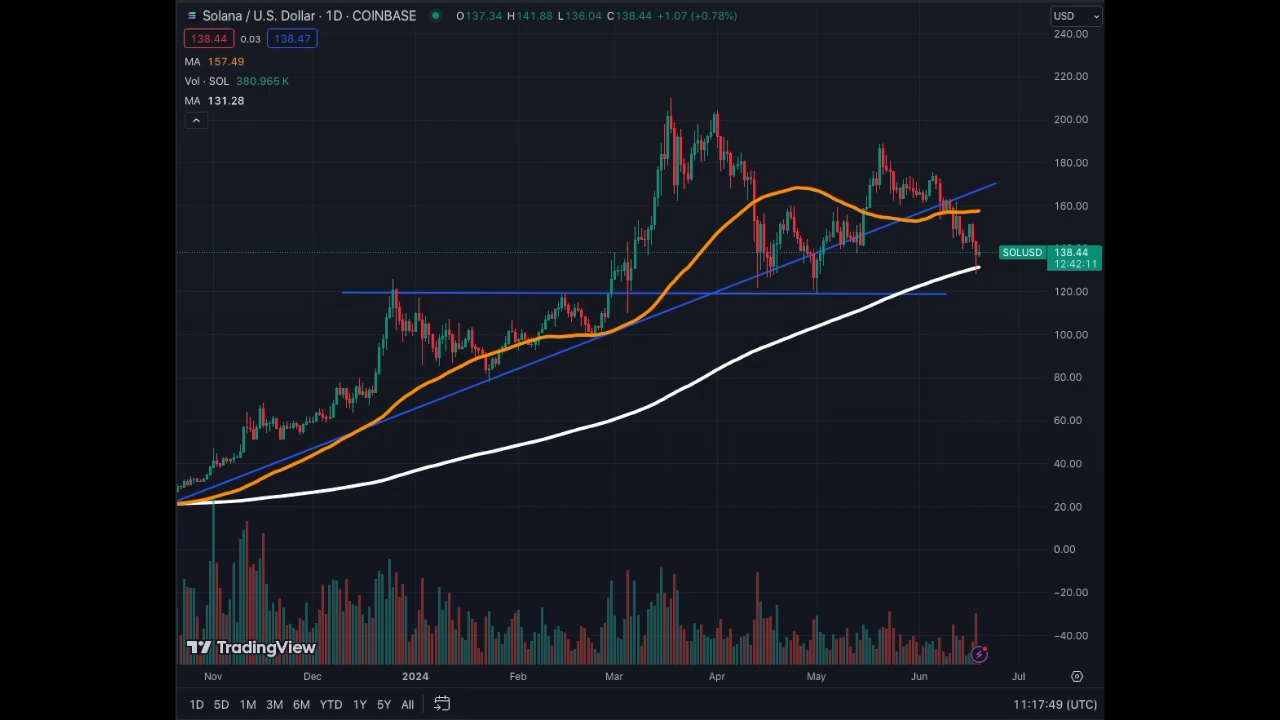 Solana / U.S. Dollar · 1D · COINBASE O137.34 H141.88 L136.04 C138.44 +1.07 (+0.78%) USD
138.44 0.03 138.47
MA 157.49
Vol · SOL 380.965 K
MA 131.28
240.00
220.00
200.00
180.00
160.00
SOLUSD 138.44
12:42:11
120.00
100.00
80.00
60.00
40.00
20.00
0.00
−20.00
−40.00
TradingView
Nov Dec 2024 Feb Mar Apr May Jun Jul
1D 5D 1M 3M 6M YTD 1Y 5Y All 11:17:49 (UTC)